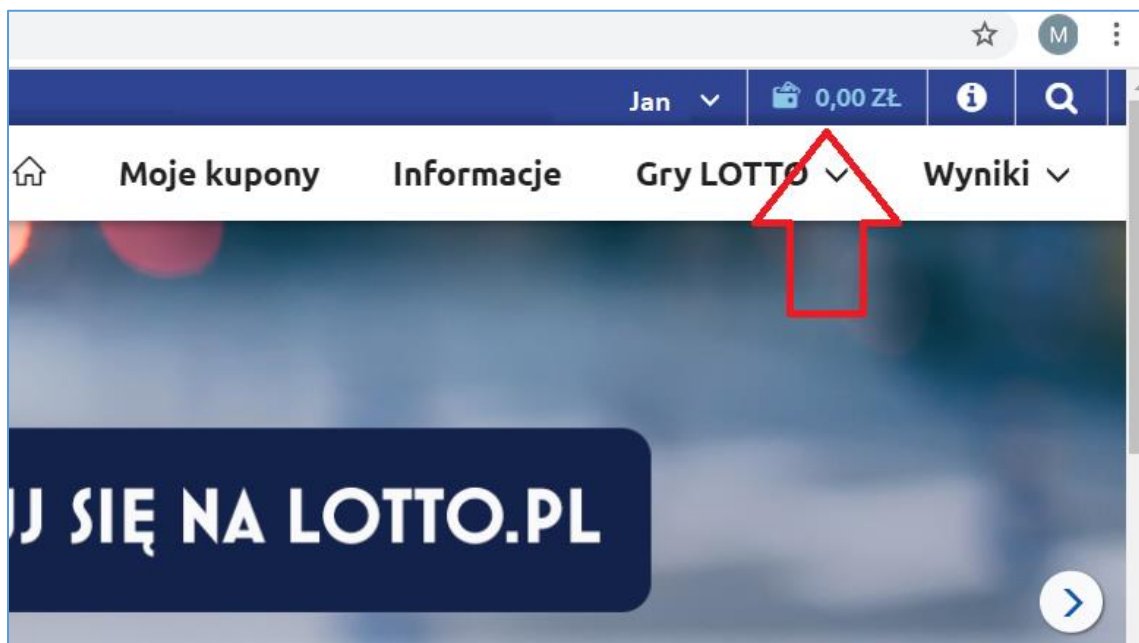 M
Jan 0,00 ZŁ
Moje kupony Informacje Gry LOTTO Wyniki
J SIĘ NA LOTTO.PL